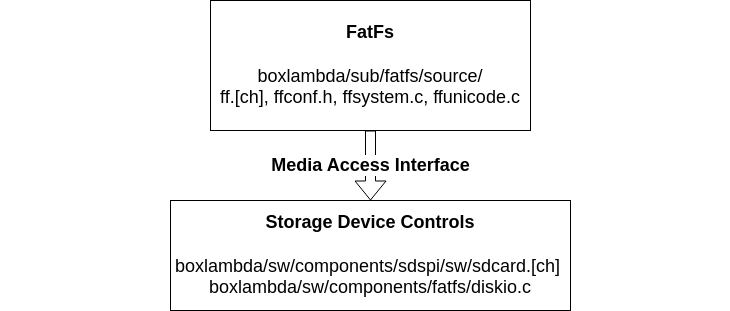 FatFs
boxlambda/sub/fatfs/source/
ff.[ch], ffconf.h, ffsystem.c, ffunicode.c
Media Access Interface
Storage Device Controls
boxlambda/sw/components/sdspi/sw/sdcard.[ch]
boxlambda/sw/components/fatfs/diskio.c